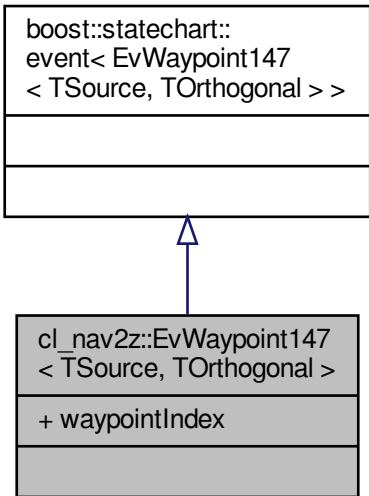 boost::statechart::
event< EvWaypoint147
< TSource, TOrthogonal > >
cl_nav2z::EvWaypoint147
< TSource, TOrthogonal >
+ waypointIndex